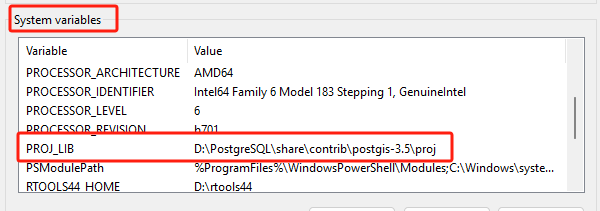 System variables
Variable Value
PROCESSOR_ARCHITECTURE AMD64
PROCESSOR_IDENTIFIER Intel64 Family 6 Model 183 Stepping 1, GenuineIntel
PROCESSOR_LEVEL 6
PROCESSOR_REVISION b701
PROJ_LIB D:\PostgreSQL\share\contrib\postgis-3.5\proj
PSModulePath %ProgramFiles%\WindowsPowerShell\Modules;C:\Windows\syste...
RTOOLS44_HOME D:\rtools44